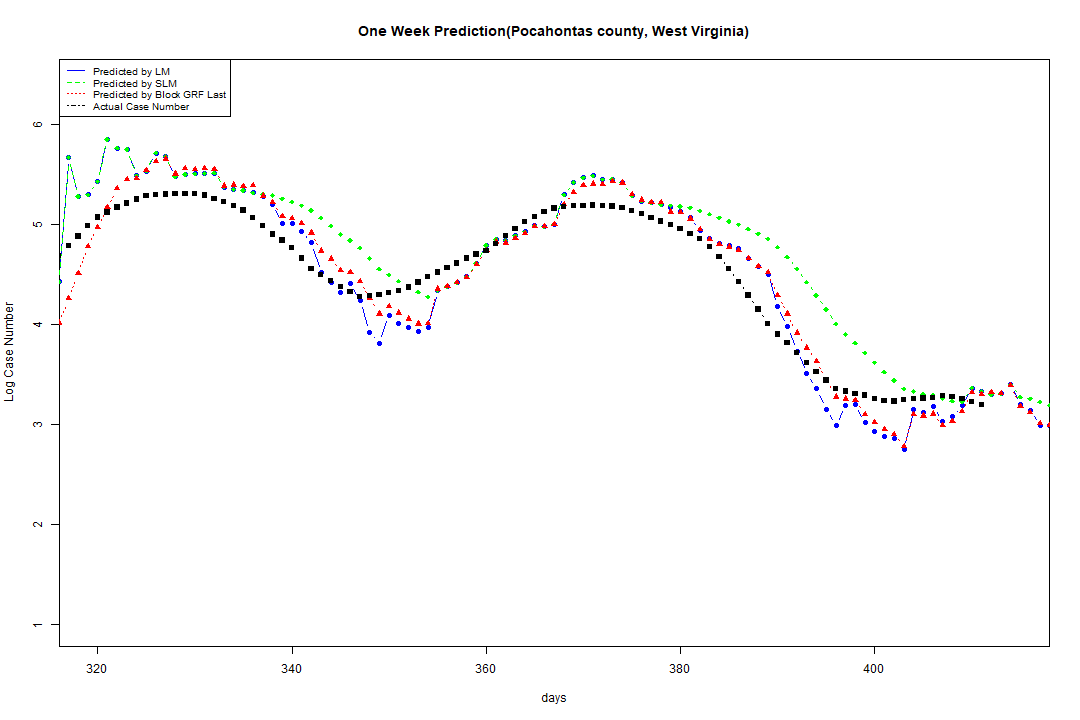 One Week Prediction(Pocahontas county, West Virginia)
Predicted by LM
Predicted by SLM
Predicted by Block GRF Last
Actual Case Number
6
5
4
3
2
1
Log Case Number
320 340 360 380 400
days